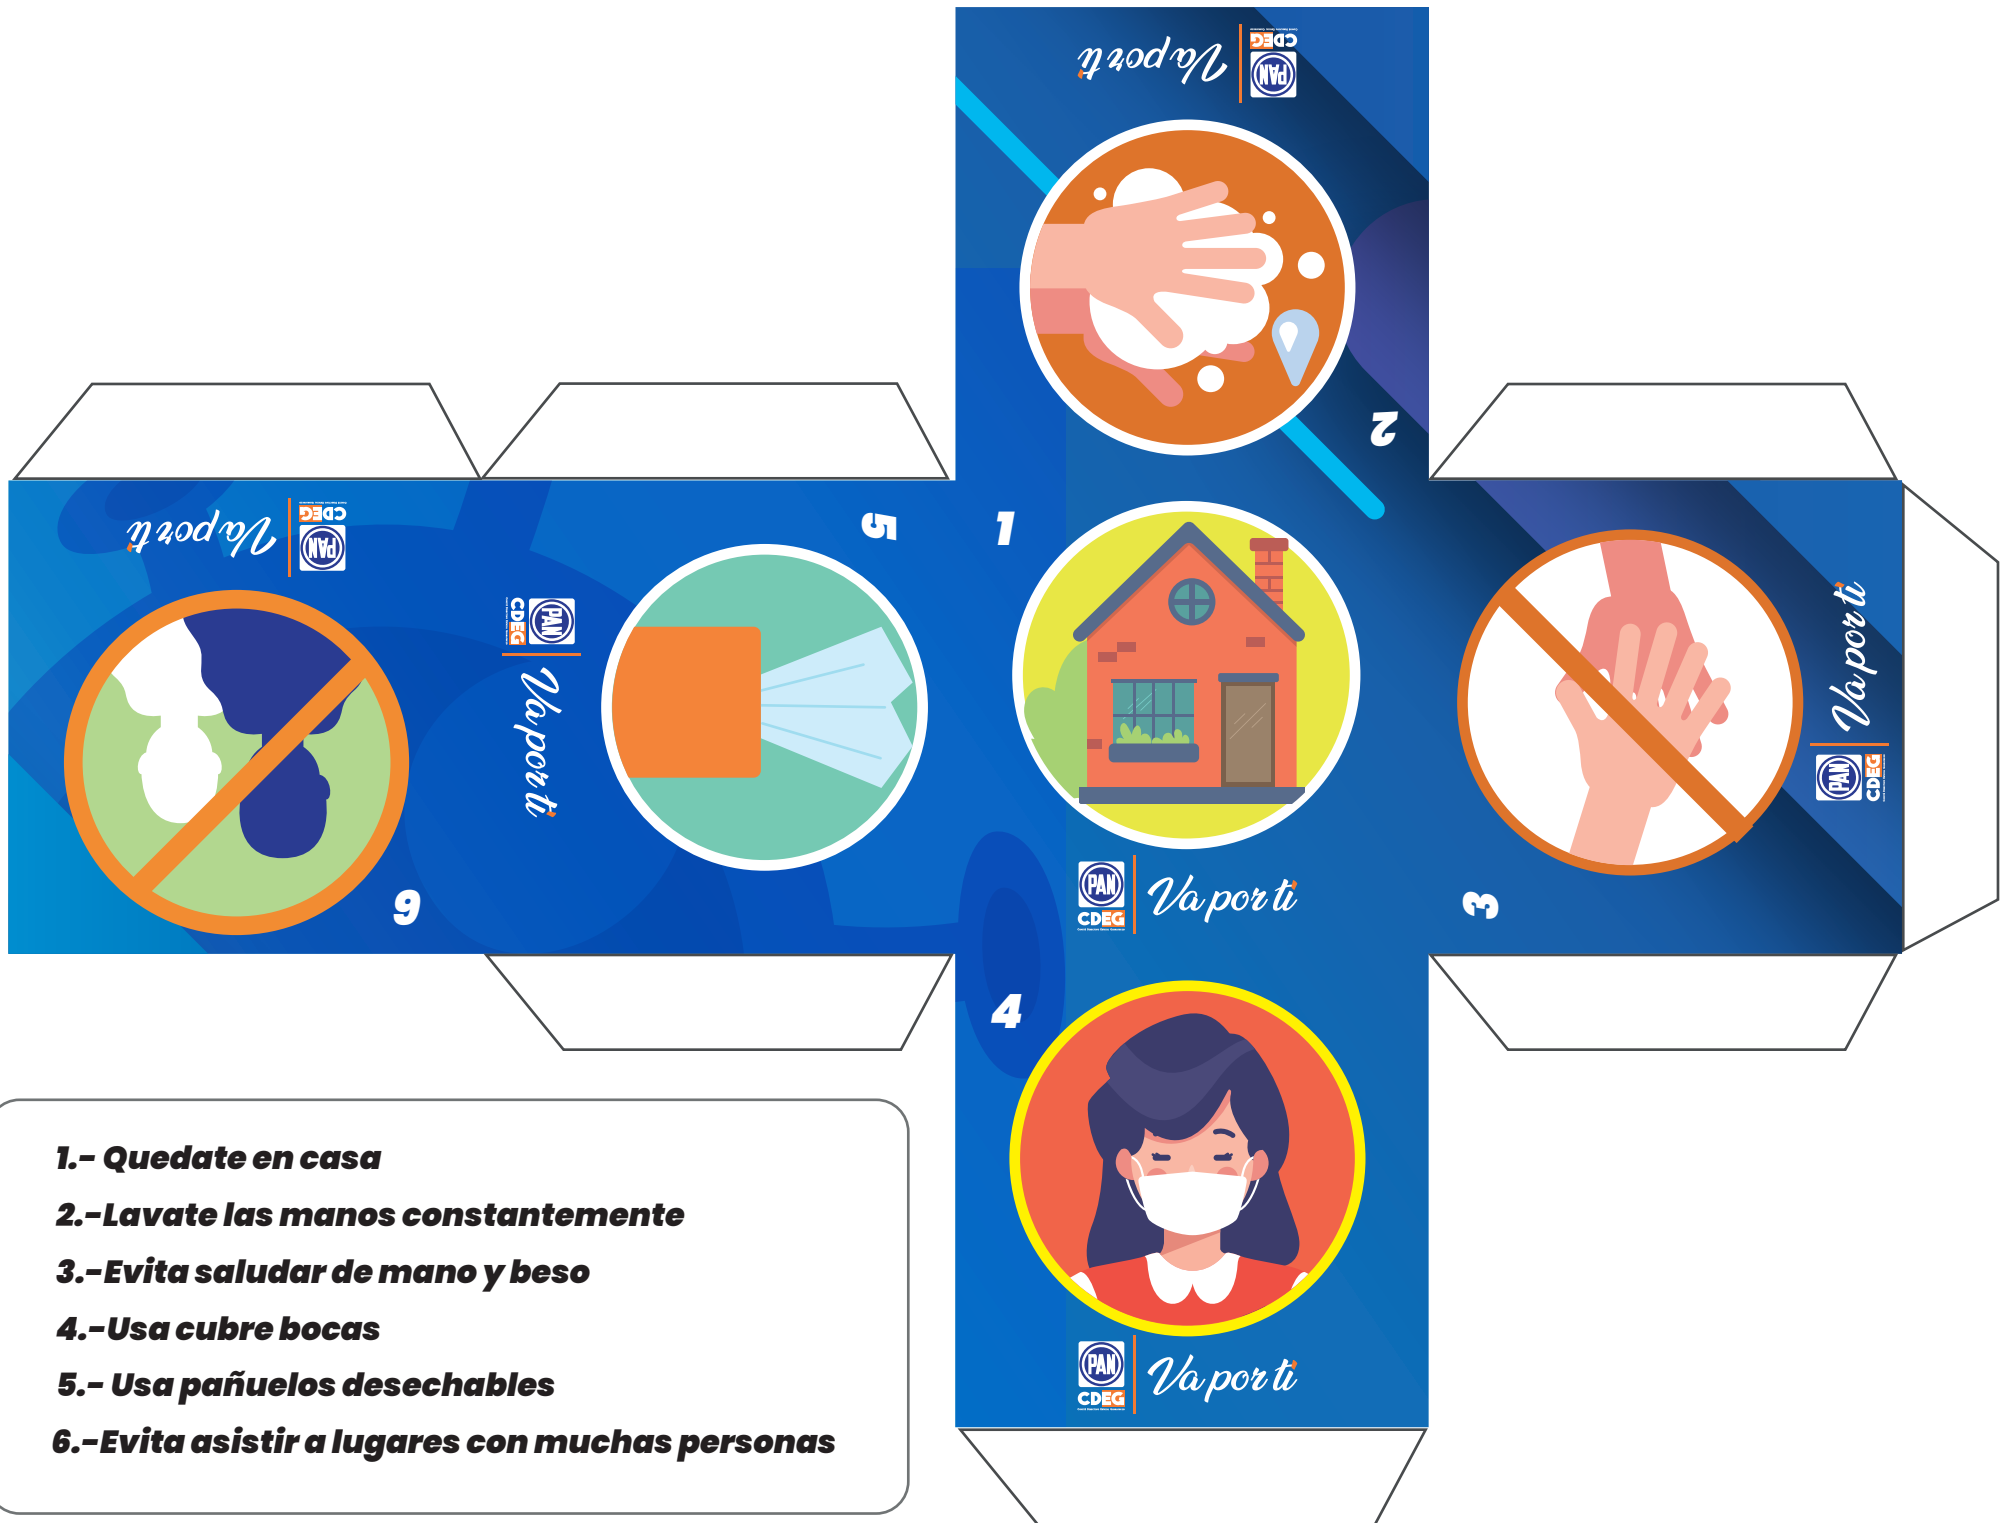 Va por ti
PAN
CDEG
2
Va por ti
PAN
CDEG
6
5
PAN
CDEG
Va por ti
1
PAN
CDEG
Va por ti
3
Va por ti
PAN
CDEG
4
PAN
CDEG
Va por ti
1.- Quedate en casa
2.-Lavate las manos constantemente
3.-Evita saludar de mano y beso
4.-Usa cubre bocas
5.- Usa pañuelos desechables
6.-Evita asistir a lugares con muchas personas